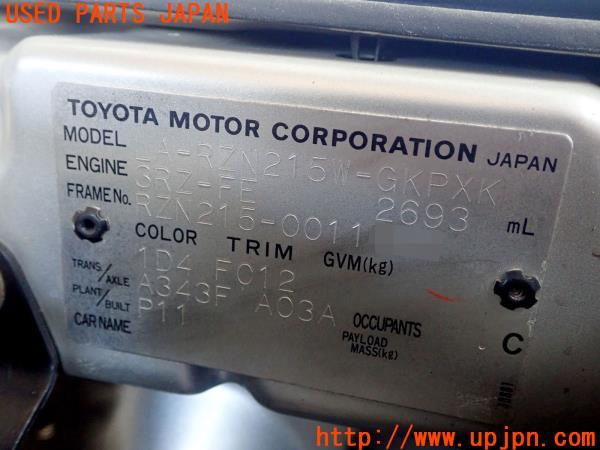 USED PARTS JAPAN
TOYOTA MOTOR CORPORATION JAPAN
MODEL LA-RZN215W-GKPXK
ENGINE 3RZ-FE 2693 mL
FRAME No. RZN215-0011
COLOR TRIM GVM(kg)
1D4 FC12
TRANS/AXLE A343F A03A
PLANT/BUILT P11
CAR NAME OCCUPANTS
PAYLOAD MASS(kg) C
http://www.upjpn.com